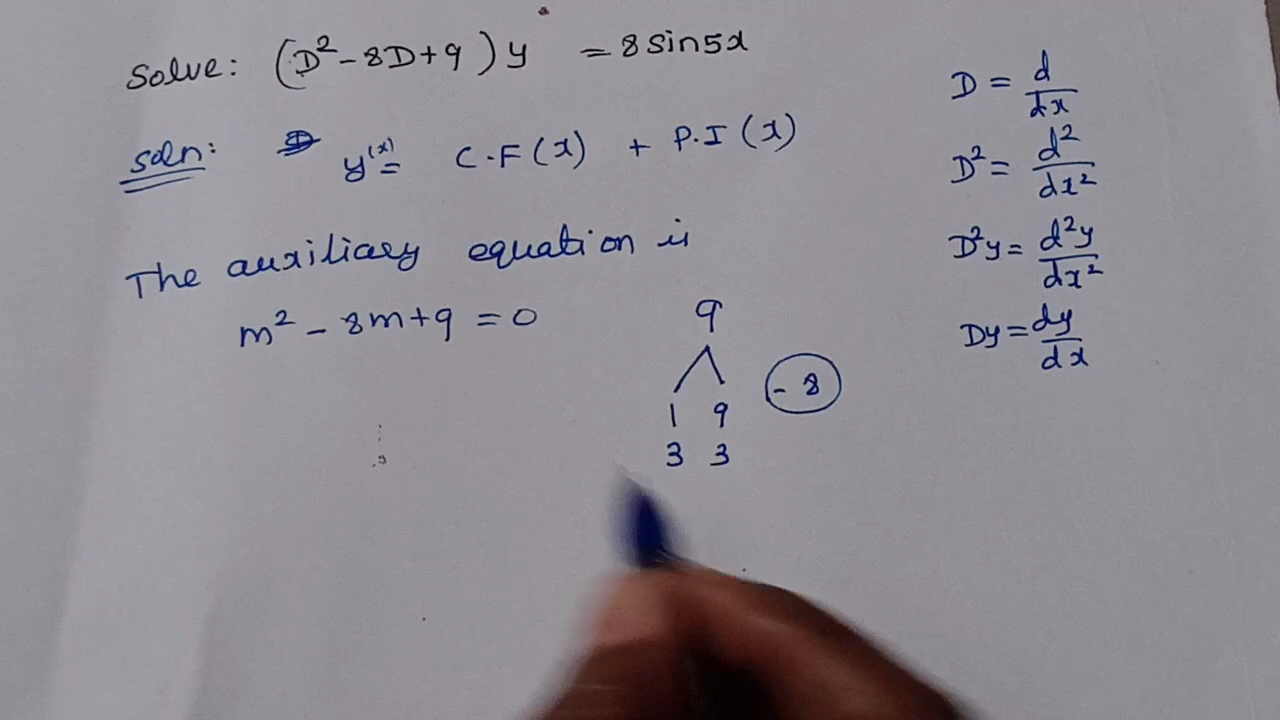 Solve: (D² - 8D + 9) y = 8 sin5x
soln: y(x) = C.F (x) + P.I (x)
The auxiliary equation is
m² - 8m + 9 = 0
9
- 8
1 9
3 3
D = d/dx
D² = d²/dx²
D²y = d²y/dx²
Dy = dy/dx